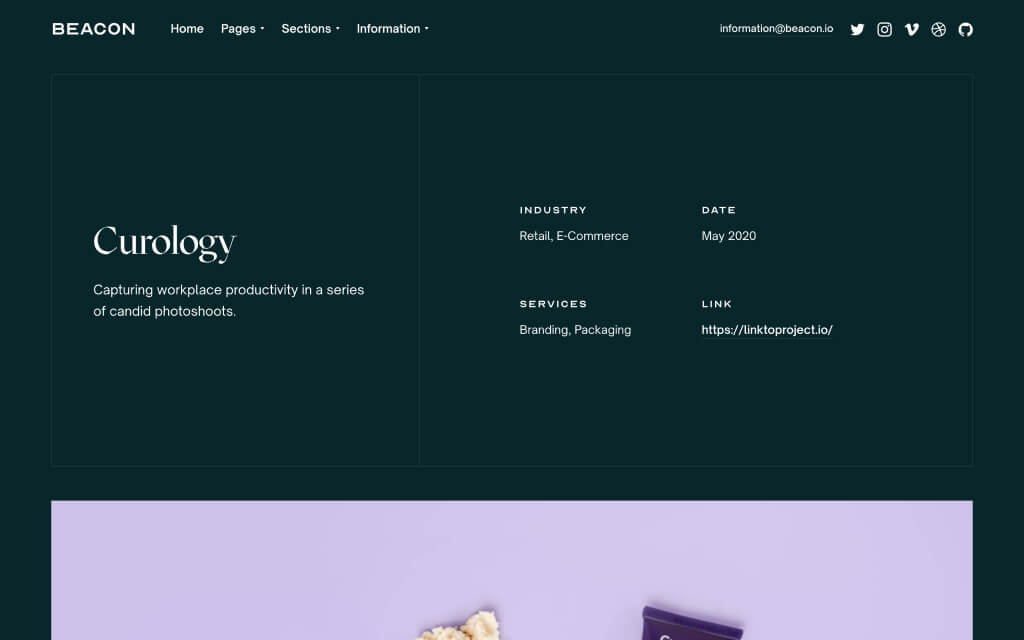 BEACON
Home Pages Sections Information
information@beacon.io
Curology
Capturing workplace productivity in a series
of candid photoshoots.
INDUSTRY
Retail, E-Commerce
DATE
May 2020
SERVICES
Branding, Packaging
LINK
https://linktoproject.io/